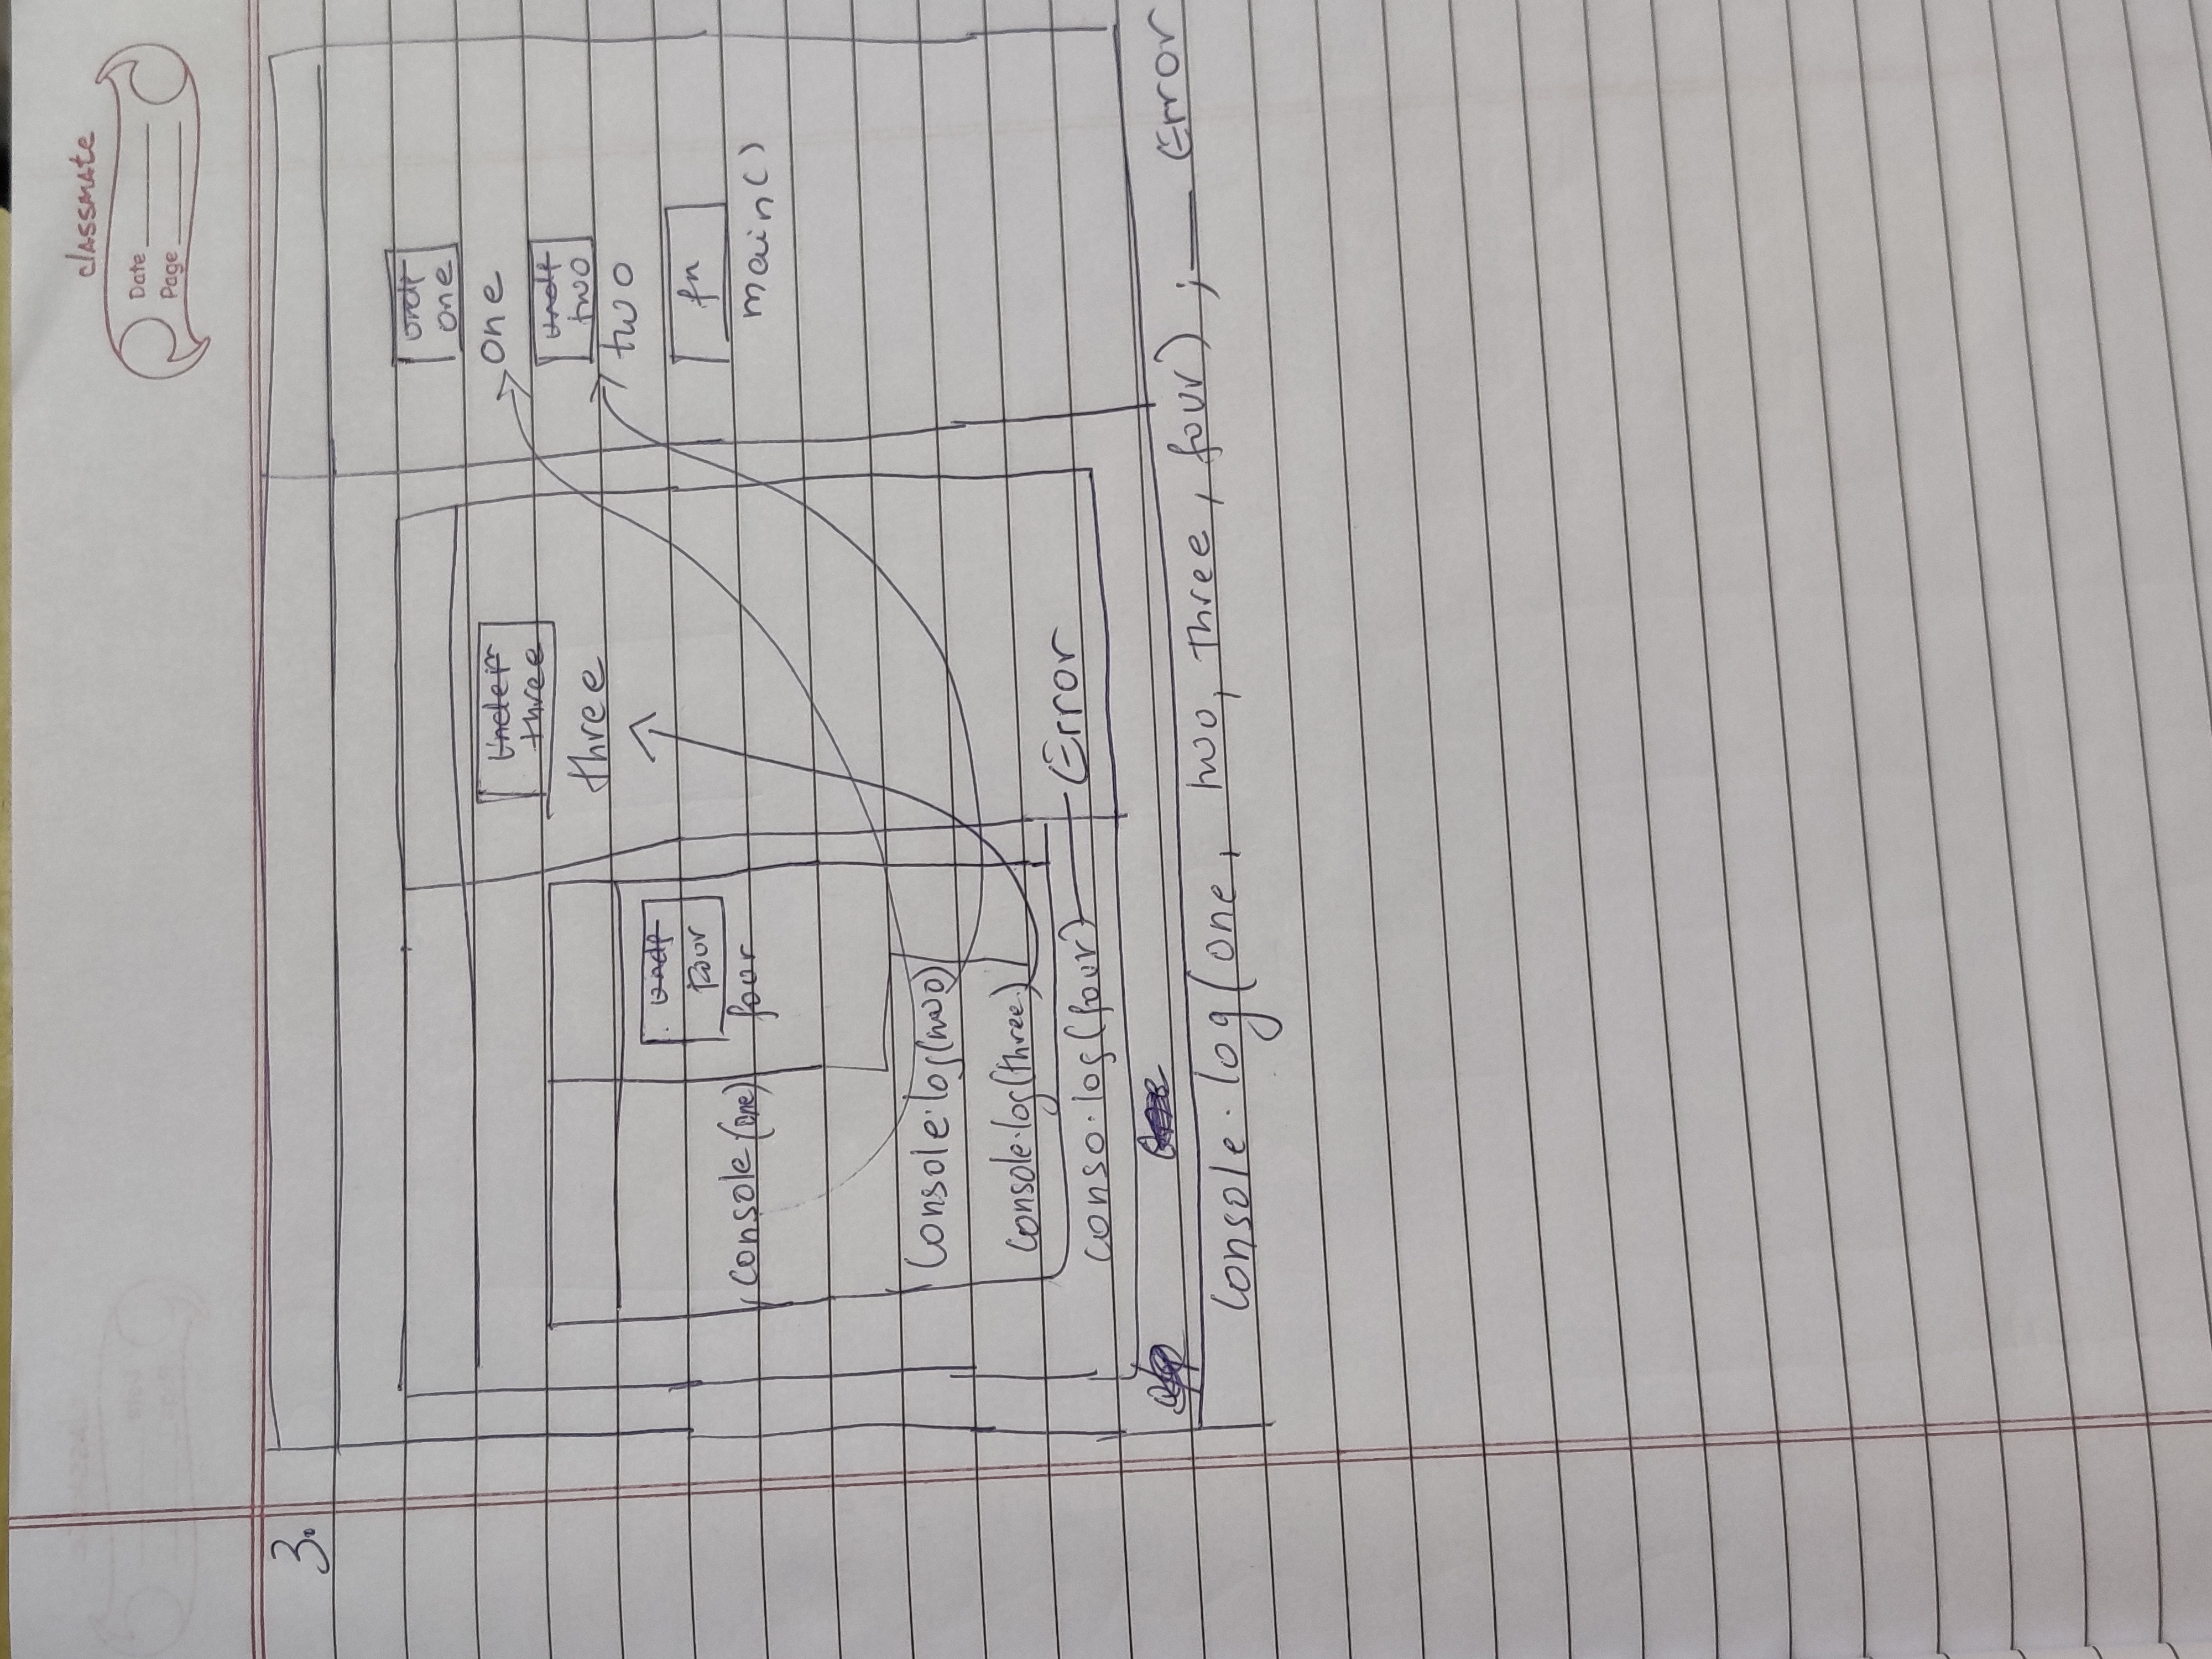 classmate
Date
Page
3.
undf
one
one
Undef
three
three
undf
two
two
undf
four
four
fn
main()
console(one)
Console.log(two)
console.log(three)
conso.log(four) — Error
Console.log(one, two, three, four) ; — Error